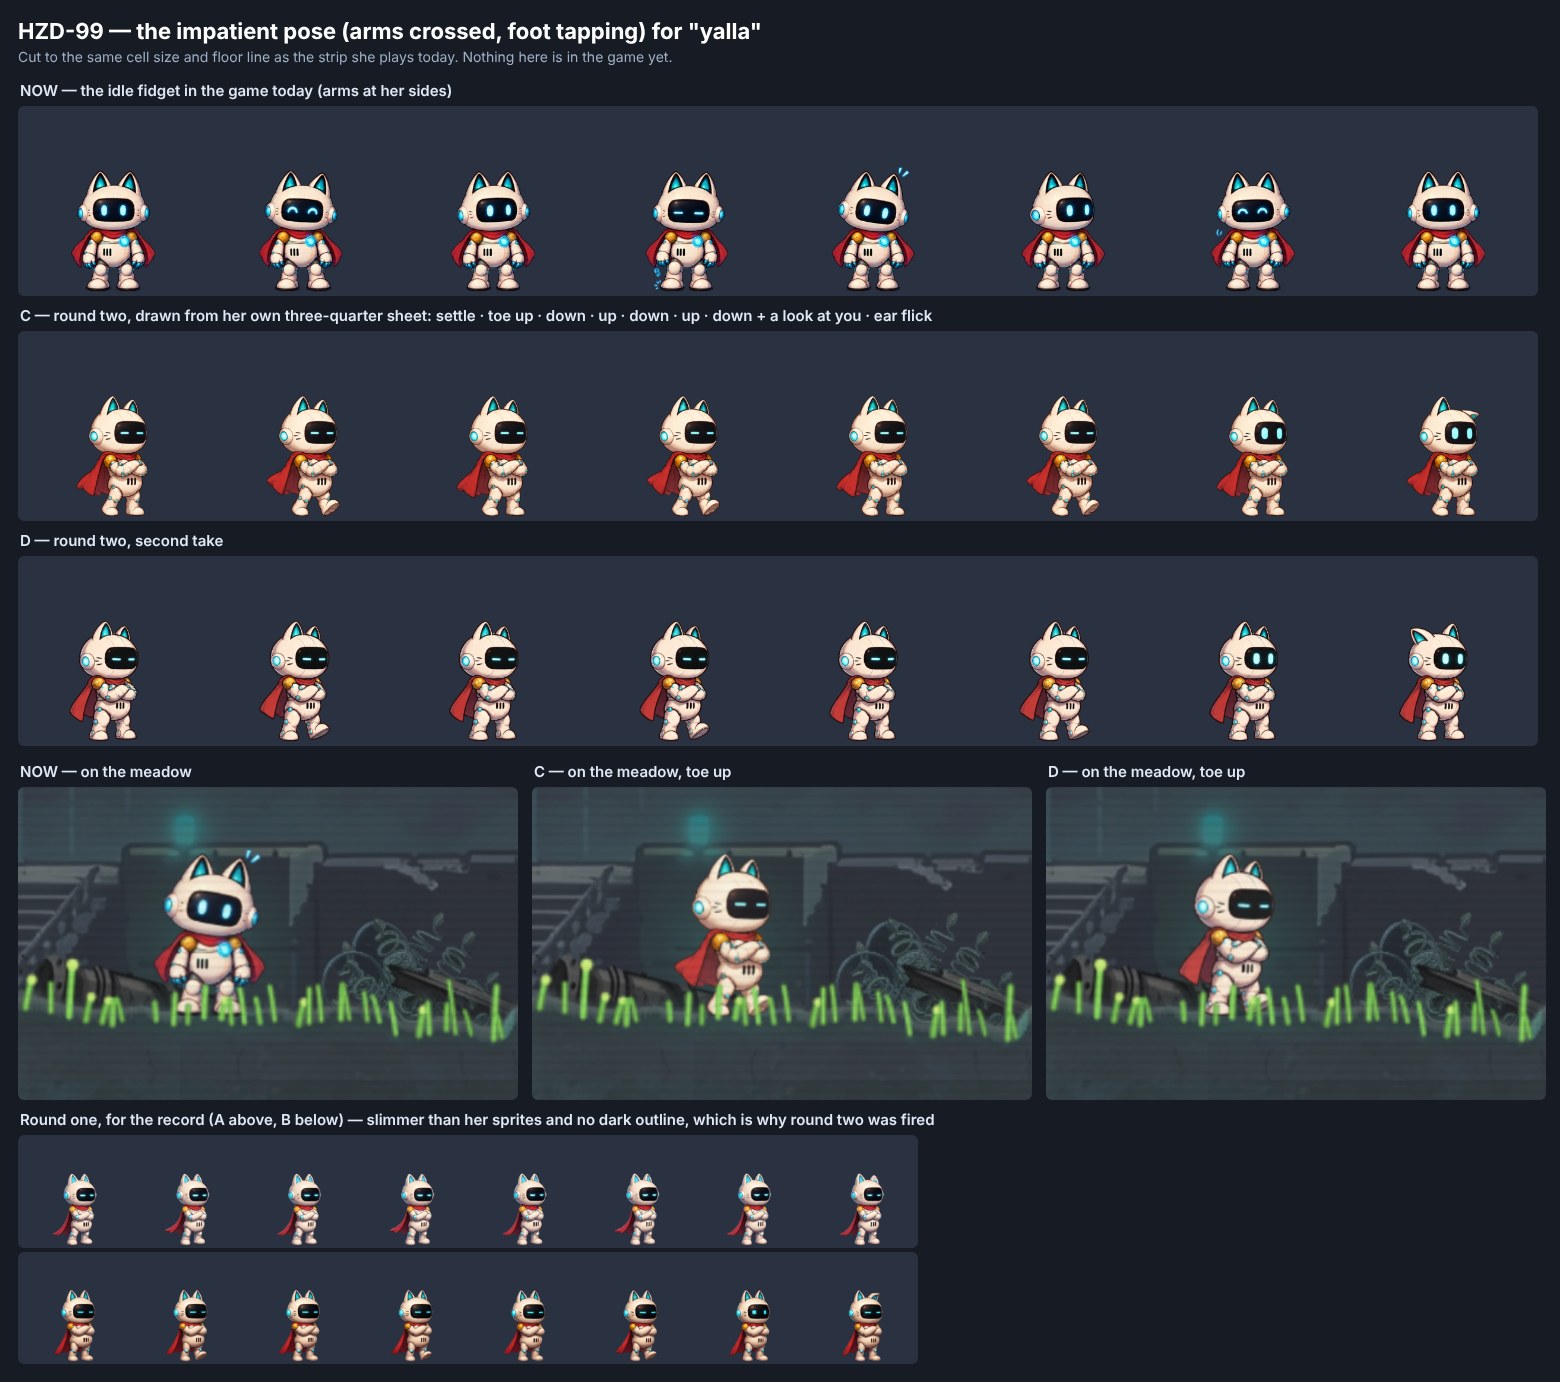 HZD-99 — the impatient pose (arms crossed, foot tapping) for "yalla"
Cut to the same cell size and floor line as the strip she plays today. Nothing here is in the game yet.
NOW — the idle fidget in the game today (arms at her sides)
C — round two, drawn from her own three-quarter sheet: settle · toe up · down · up · down · up · down + a look at you · ear flick
D — round two, second take
NOW — on the meadow
C — on the meadow, toe up
D — on the meadow, toe up
Round one, for the record (A above, B below) — slimmer than her sprites and no dark outline, which is why round two was fired